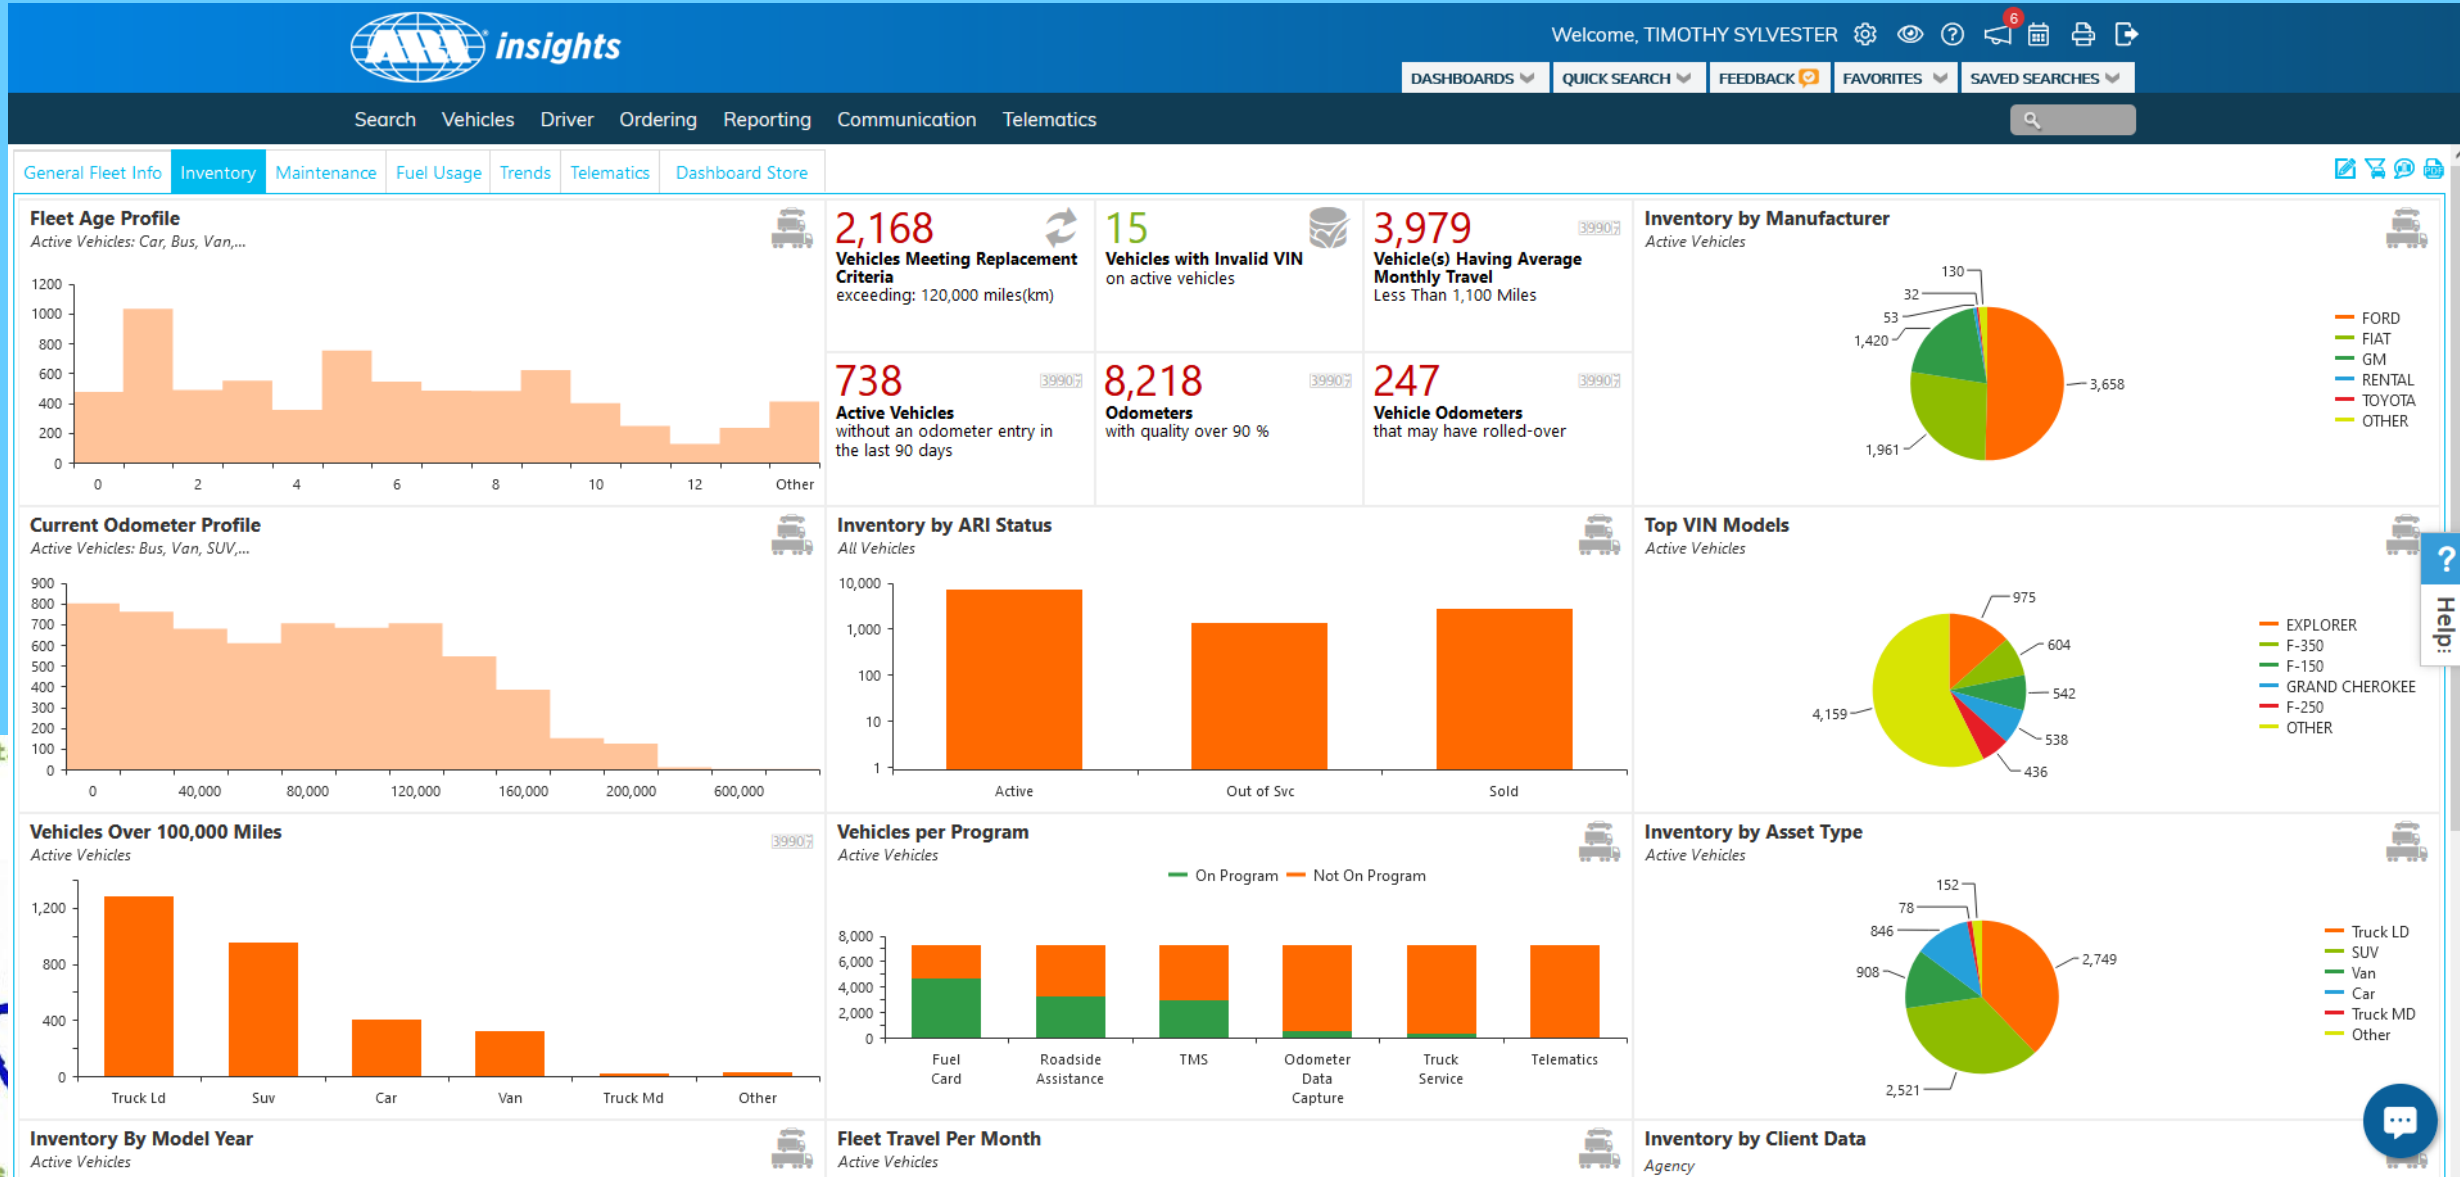 ARI insights
Welcome, TIMOTHY SYLVESTER
6
DASHBOARDS
QUICK SEARCH
FEEDBACK
FAVORITES
SAVED SEARCHES
Search Vehicles Driver Ordering Reporting Communication Telematics
General Fleet Info
Inventory
Maintenance
Fuel Usage
Trends
Telematics
Dashboard Store
PDF
Fleet Age Profile
Active Vehicles: Car, Bus, Van,...
1200
1000
800
600
400
200
0
0 2 4 6 8 10 12 Other
2,168
Vehicles Meeting Replacement
Criteria
exceeding: 120,000 miles(km)
15
Vehicles with Invalid VIN
on active vehicles
3,979
Vehicle(s) Having Average
Monthly Travel
Less Than 1,100 Miles
738
Active Vehicles
without an odometer entry in
the last 90 days
8,218
Odometers
with quality over 90 %
247
Vehicle Odometers
that may have rolled-over
Inventory by Manufacturer
Active Vehicles
130
32
53
1,420
3,658
1,961
FORD
FIAT
GM
RENTAL
TOYOTA
OTHER
Current Odometer Profile
Active Vehicles: Bus, Van, SUV,...
900
800
700
600
500
400
300
200
100
0
0 40,000 80,000 120,000 160,000 200,000 600,000
Inventory by ARI Status
All Vehicles
10,000
1,000
100
10
1
Active Out of Svc Sold
Top VIN Models
Active Vehicles
975
604
542
538
436
4,159
EXPLORER
F-350
F-150
GRAND CHEROKEE
F-250
OTHER
? Help:
Vehicles Over 100,000 Miles
Active Vehicles
1,200
800
400
0
Truck Ld Suv Car Van Truck Md Other
Vehicles per Program
Active Vehicles
On Program Not On Program
8,000
6,000
4,000
2,000
0
Fuel
Card
Roadside
Assistance
TMS
Odometer
Data
Capture
Truck
Service
Telematics
Inventory by Asset Type
Active Vehicles
152
78
846
908
2,749
2,521
Truck LD
SUV
Van
Car
Truck MD
Other
Inventory By Model Year
Active Vehicles
Fleet Travel Per Month
Active Vehicles
Inventory by Client Data
Agency